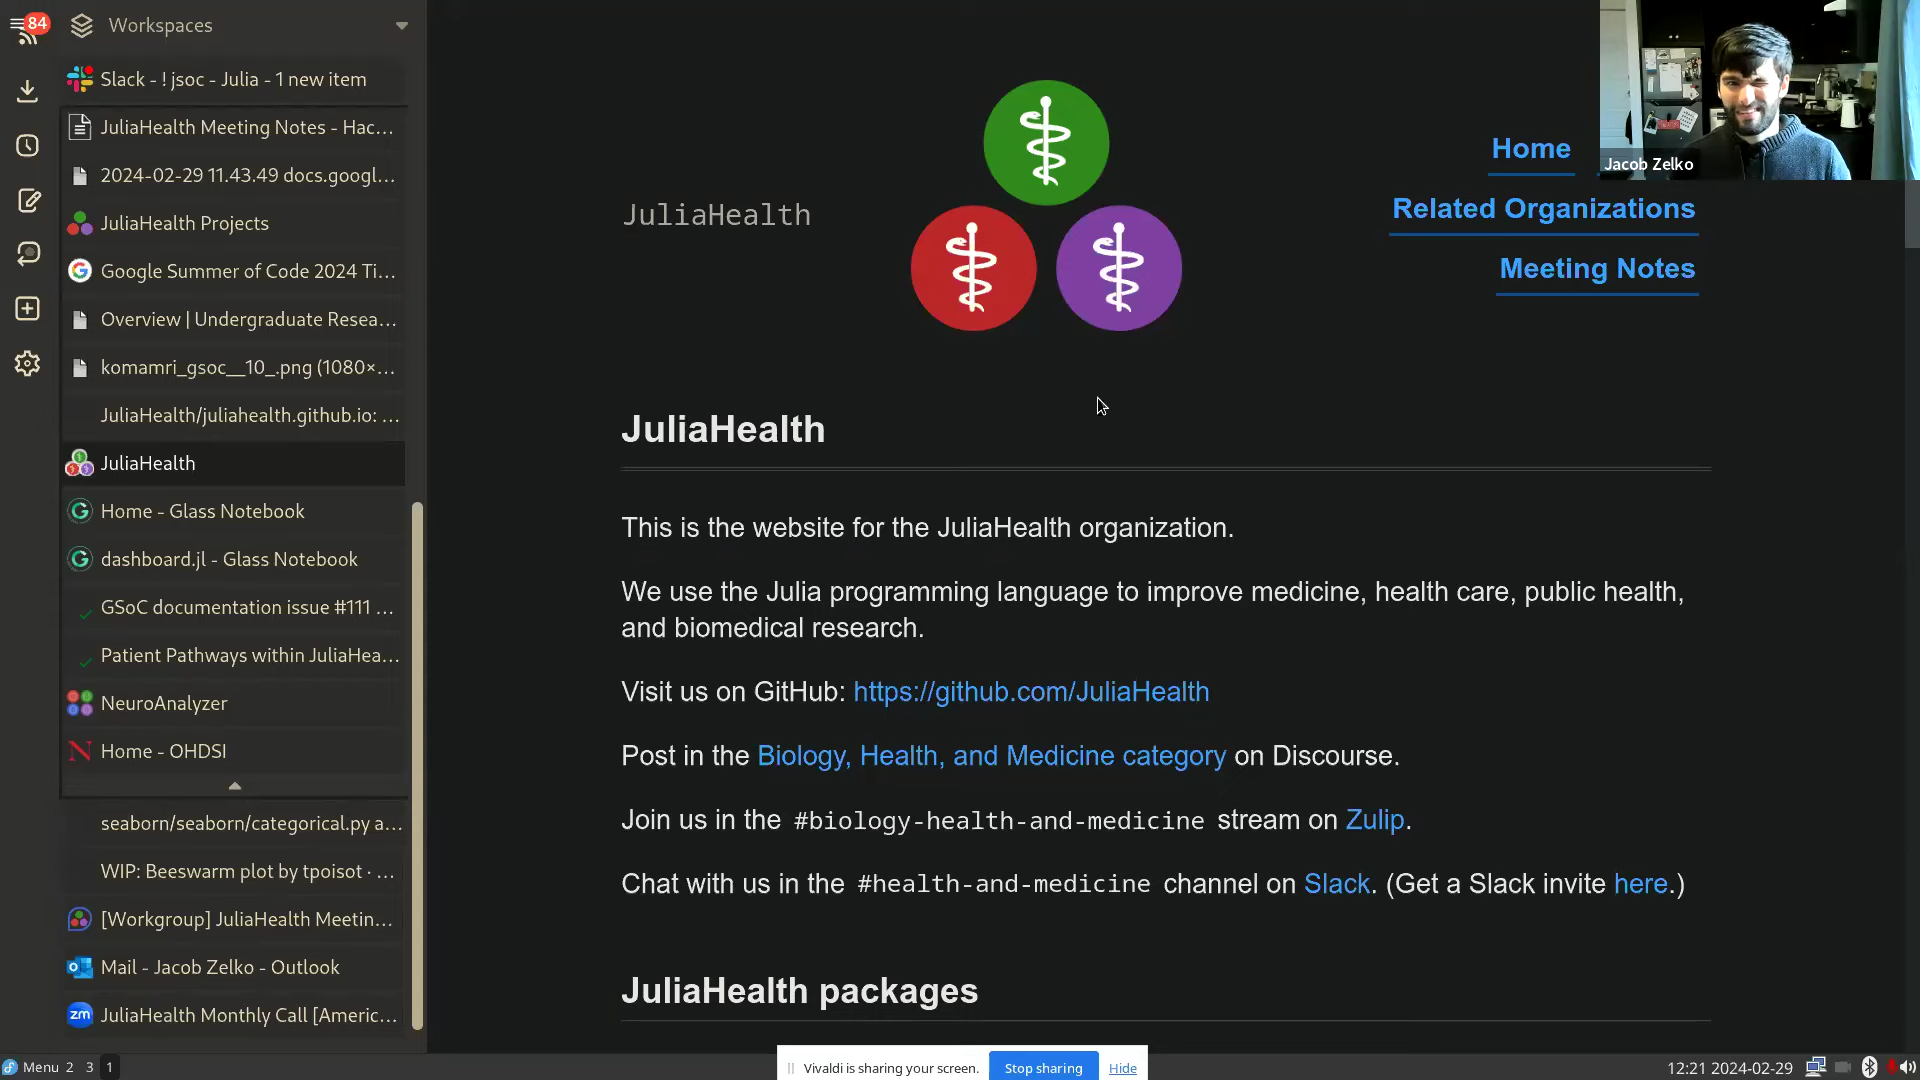 84
Workspaces
Slack - ! jsoc - Julia - 1 new item
JuliaHealth Meeting Notes - Hac...
2024-02-29 11.43.49 docs.googl...
JuliaHealth Projects
Google Summer of Code 2024 Ti...
Overview | Undergraduate Resea...
komamri_gsoc__10_.png (1080×...
JuliaHealth/juliahealth.github.io: ...
JuliaHealth
Home - Glass Notebook
dashboard.jl - Glass Notebook
GSoC documentation issue #111 ...
Patient Pathways within JuliaHea...
NeuroAnalyzer
Home - OHDSI
seaborn/seaborn/categorical.py a...
WIP: Beeswarm plot by tpoisot · ...
[Workgroup] JuliaHealth Meetin...
Mail - Jacob Zelko - Outlook
zm
JuliaHealth Monthly Call [Americ...
JuliaHealth
Home
Related Organizations
Meeting Notes
Jacob Zelko
JuliaHealth
This is the website for the JuliaHealth organization.
We use the Julia programming language to improve medicine, health care, public health,
and biomedical research.
Visit us on GitHub: https://github.com/JuliaHealth
Post in the Biology, Health, and Medicine category on Discourse.
Join us in the #biology-health-and-medicine stream on Zulip.
Chat with us in the #health-and-medicine channel on Slack. (Get a Slack invite here.)
JuliaHealth packages
Menu 2 3 1
Vivaldi is sharing your screen. Stop sharing Hide
12:21 2024-02-29